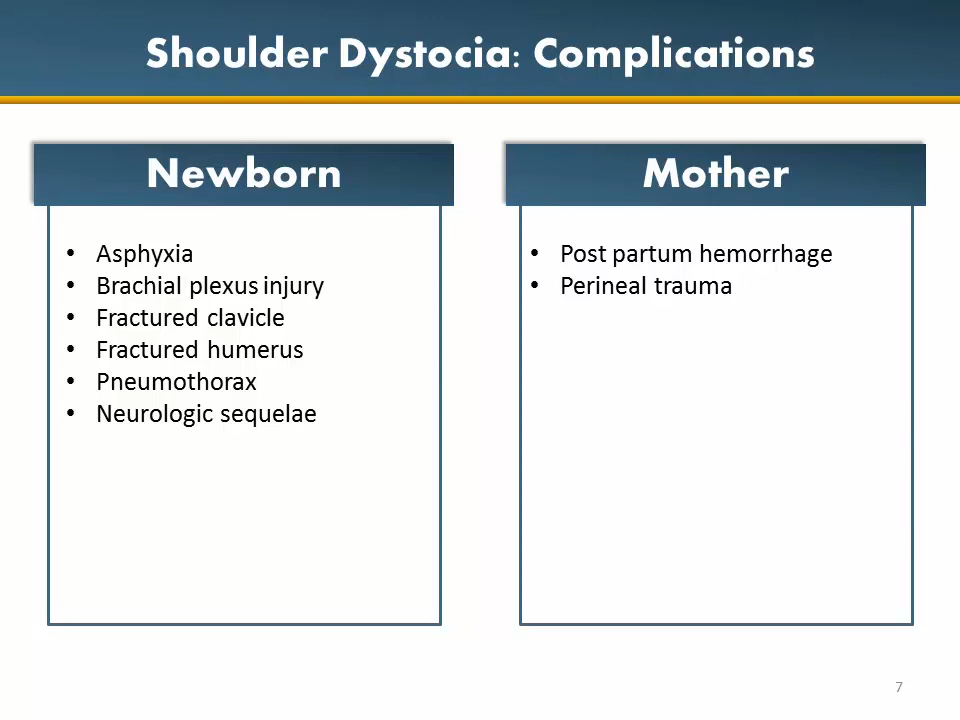 Shoulder Dystocia: Complications
Newborn
• Asphyxia
• Brachial plexus injury
• Fractured clavicle
• Fractured humerus
• Pneumothorax
• Neurologic sequelae
Mother
• Post partum hemorrhage
• Perineal trauma
7